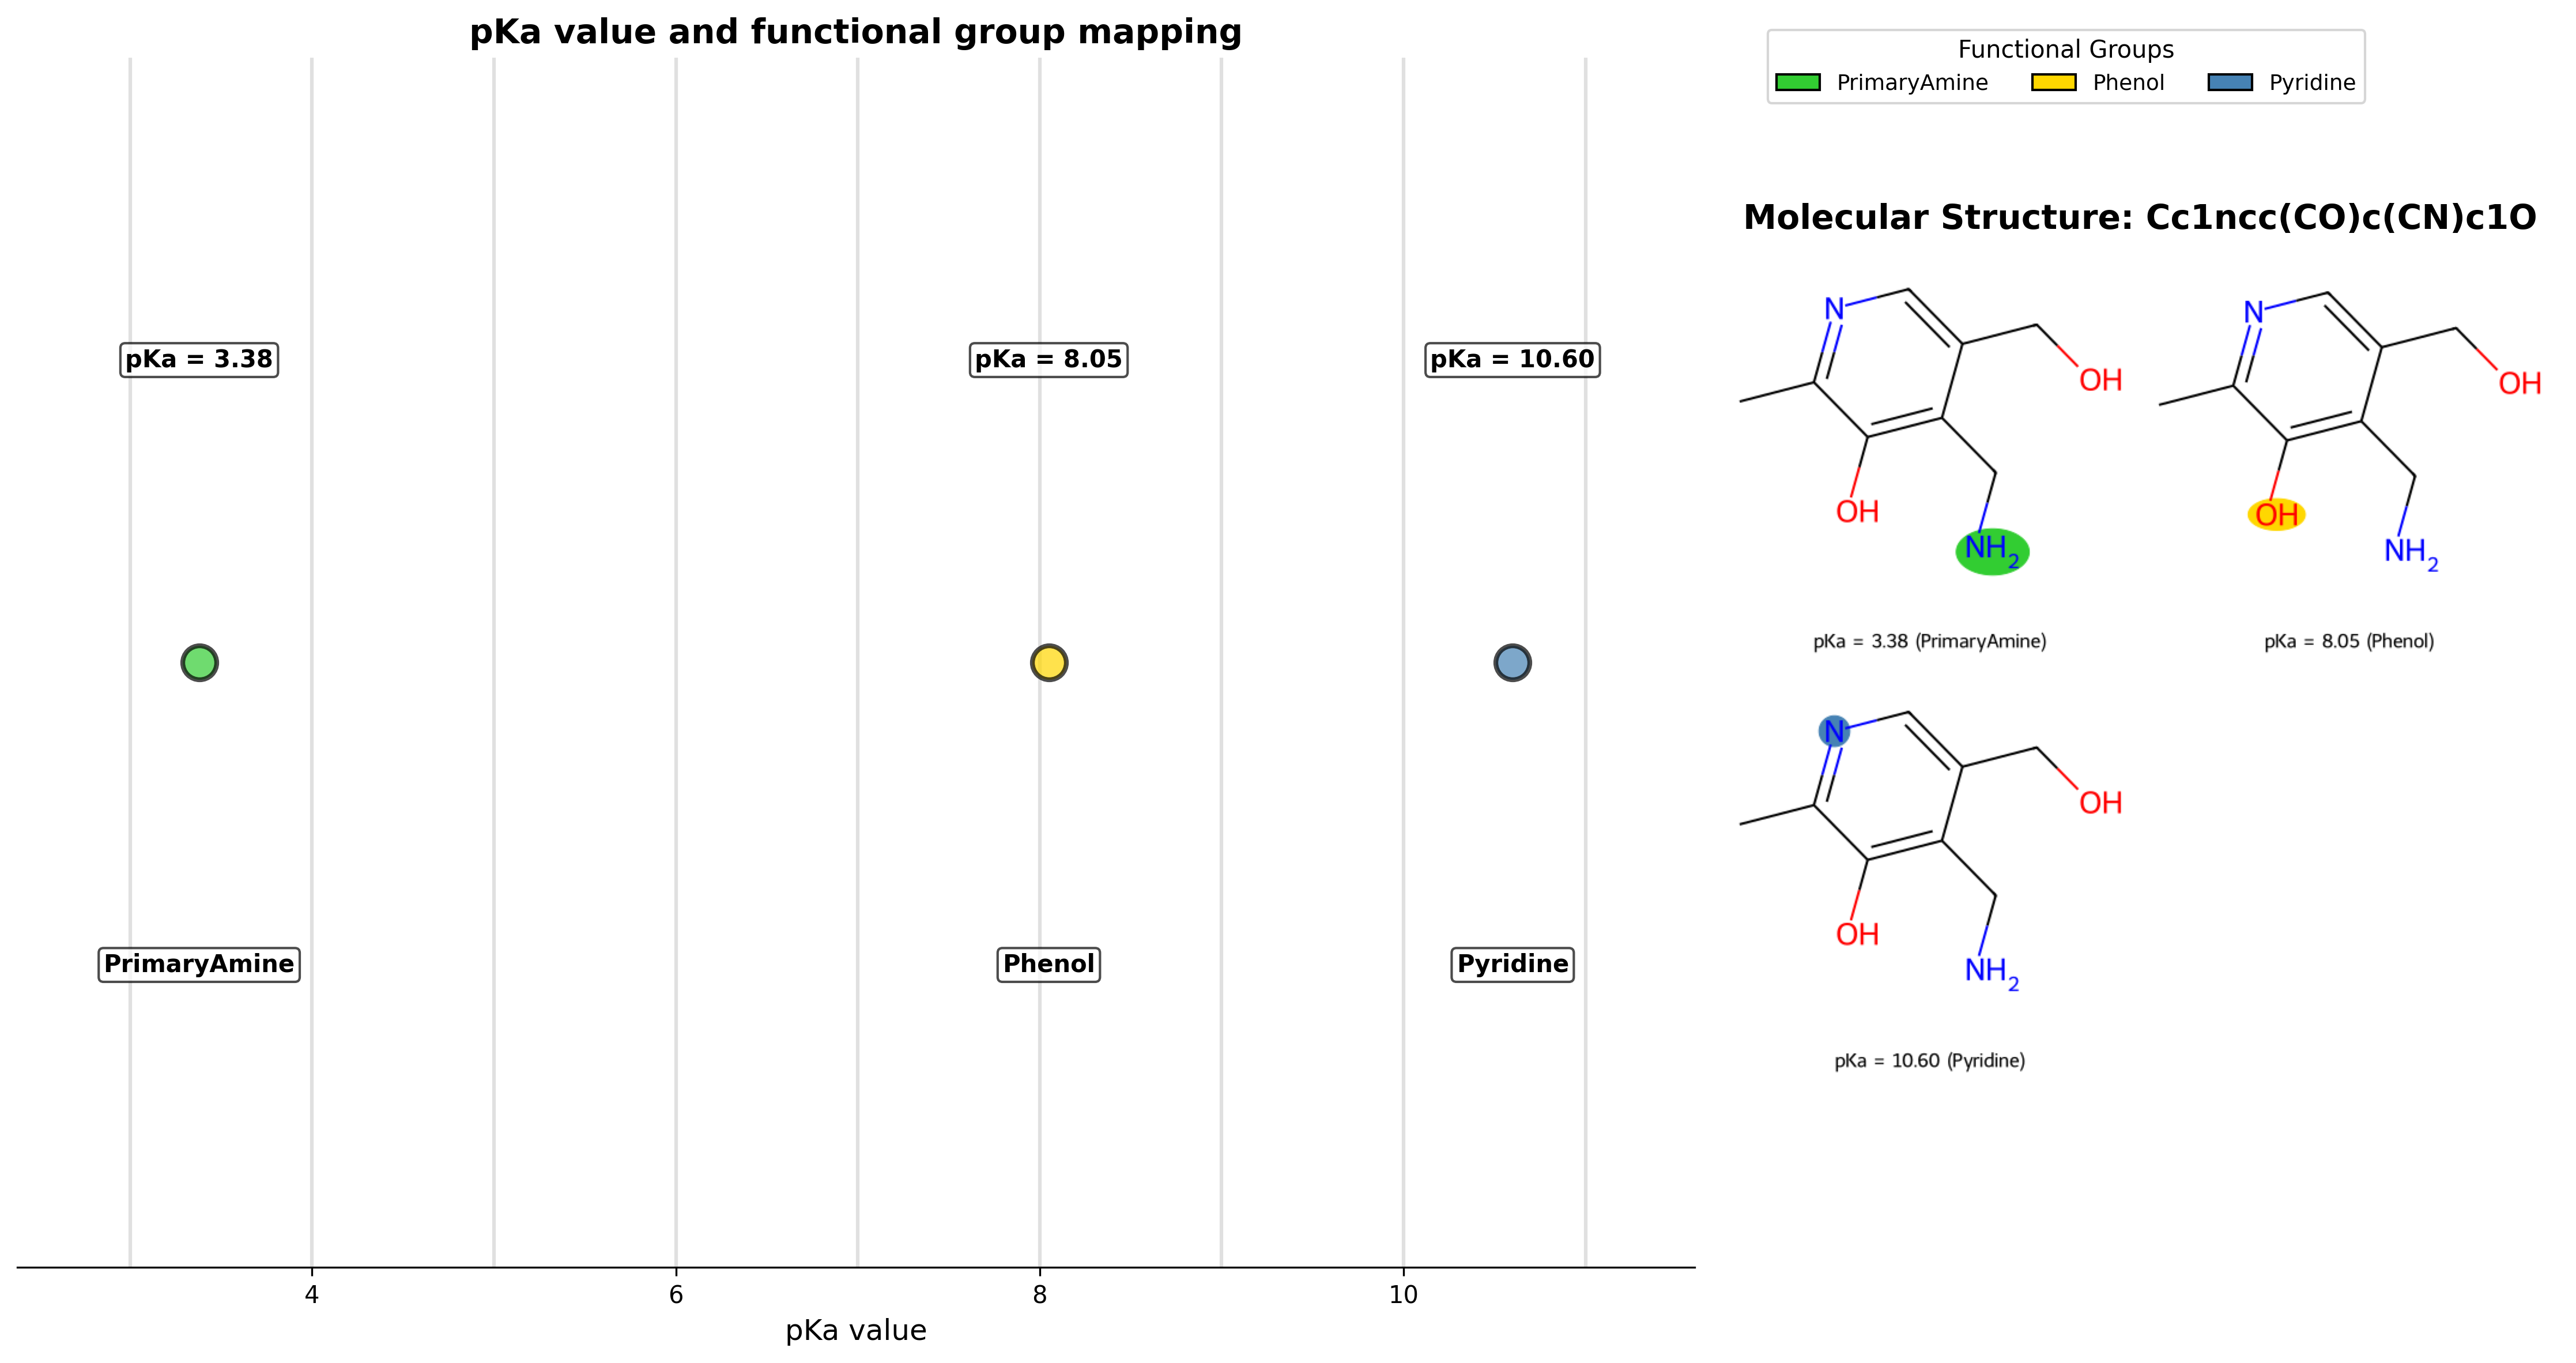 pKa value and functional group mapping
pKa = 3.38
pKa = 8.05
pKa = 10.60
PrimaryAmine
Phenol
Pyridine
4
6
8
10
pKa value
Functional Groups
PrimaryAmine
Phenol
Pyridine
Molecular Structure: Cc1ncc(CO)c(CN)c1O
N
OH
OH
NH2
pKa = 3.38 (PrimaryAmine)
N
OH
OH
NH2
pKa = 8.05 (Phenol)
N
OH
OH
NH2
pKa = 10.60 (Pyridine)